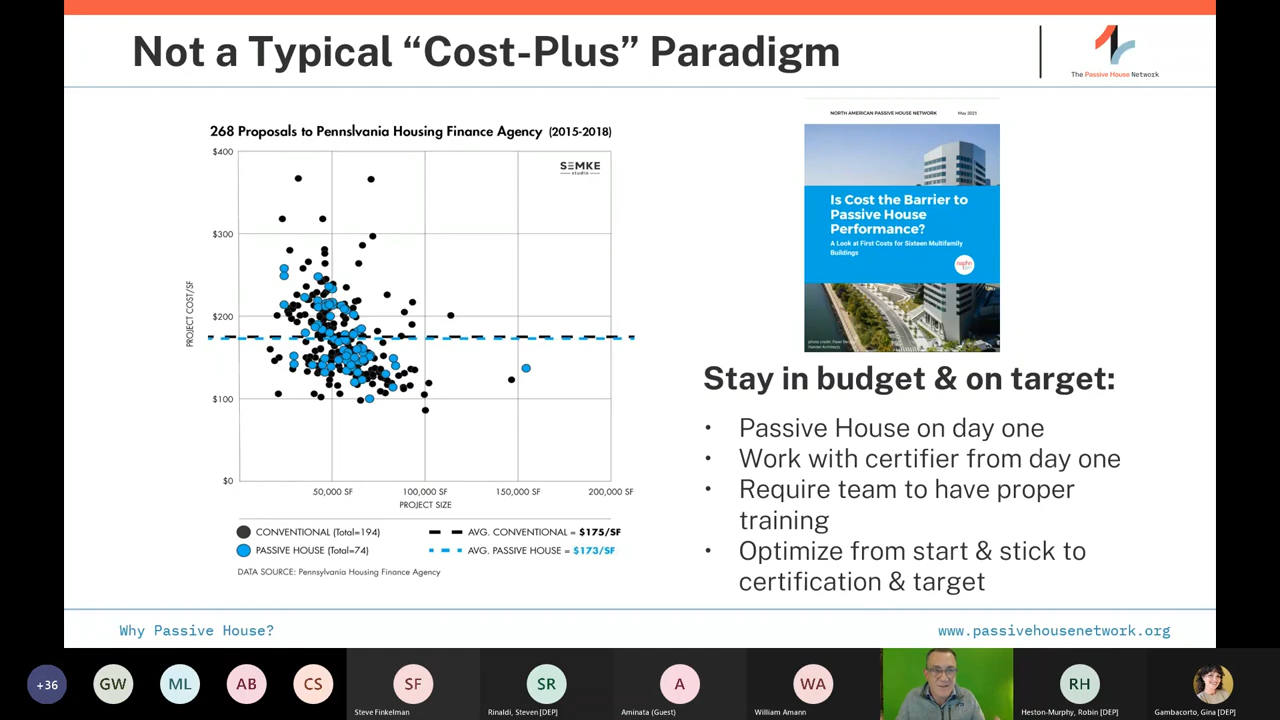 Not a Typical “Cost-Plus” Paradigm
The Passive House Network
268 Proposals to Pennslvania Housing Finance Agency (2015-2018)
SEMKE
studio
$400
$300
$200
$100
$0
PROJECT COST/SF
50,000 SF
100,000 SF
150,000 SF
200,000 SF
PROJECT SIZE
CONVENTIONAL (Total=194)
AVG. CONVENTIONAL = $175/SF
PASSIVE HOUSE (Total=74)
AVG. PASSIVE HOUSE = $173/SF
DATA SOURCE: Pennsylvania Housing Finance Agency
NORTH AMERICAN PASSIVE HOUSE NETWORK
May 2021
Is Cost the Barrier to
Passive House
Performance?
A Look at First Costs for Sixteen Multifamily
Buildings
naphn
Stay in budget & on target:
• Passive House on day one
• Work with certifier from day one
• Require team to have proper
training
• Optimize from start & stick to
certification & target
Why Passive House?
www.passivehousenetwork.org
+36
GW
ML
AB
CS
SF
Steve Finkelman
SR
Rinaldi, Steven [DEP]
A
Aminata (Guest)
WA
William Amann
RH
Heston-Murphy, Robin [DEP]
Gambacorto, Gina [DEP]